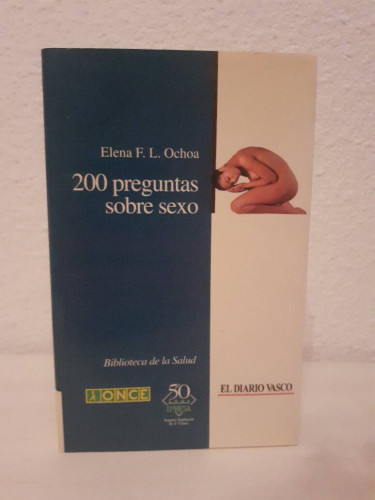 Elena F. L. Ochoa
200 preguntas
sobre sexo
Biblioteca de la Salud
ONCE
50
EL DIARIO VASCO